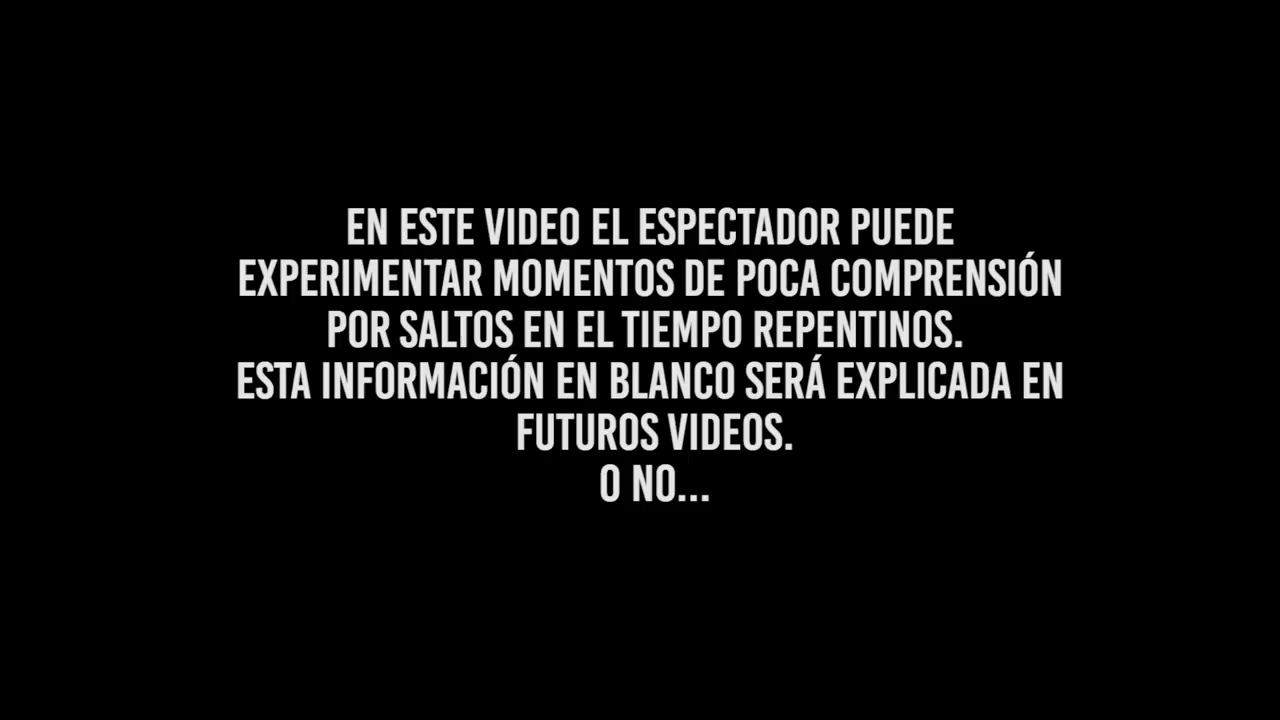 EN ESTE VIDEO EL ESPECTADOR PUEDE
EXPERIMENTAR MOMENTOS DE POCA COMPRENSIÓN
POR SALTOS EN EL TIEMPO REPENTINOS.
ESTA INFORMACIÓN EN BLANCO SERÁ EXPLICADA EN
FUTUROS VIDEOS.
O NO...